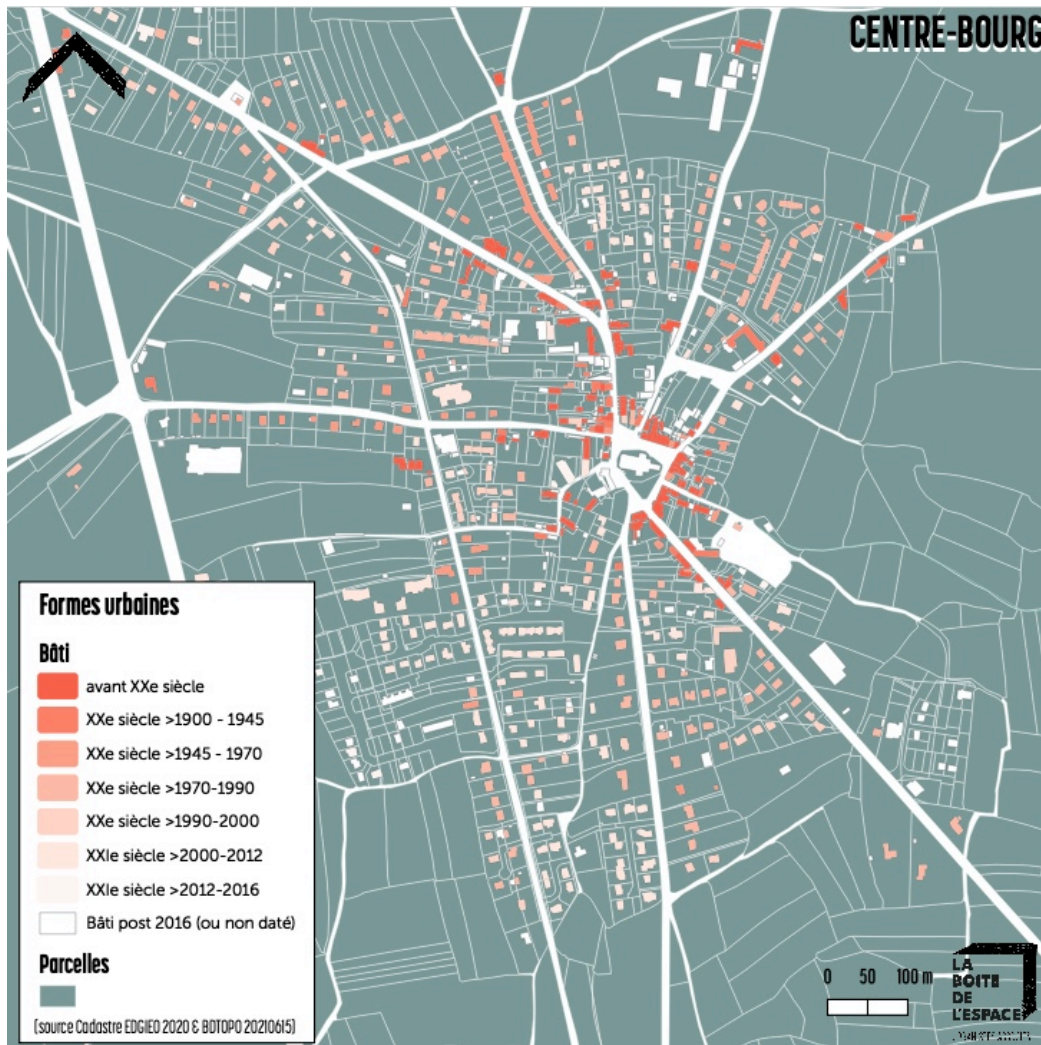 CENTRE-BOURG
Formes urbaines
Bâti
avant XXe siècle
XXe siècle >1900 - 1945
XXe siècle >1945 - 1970
XXe siècle >1970-1990
XXe siècle >1990-2000
XXIe siècle >2000-2012
XXIe siècle >2012-2016
Bâti post 2016 (ou non daté)
Parcelles
(source Cadastre EDGIEO 2020 & BDTOPO 20210615)
0 50 100 m
LA
BOITE
DE
L'ESPACE